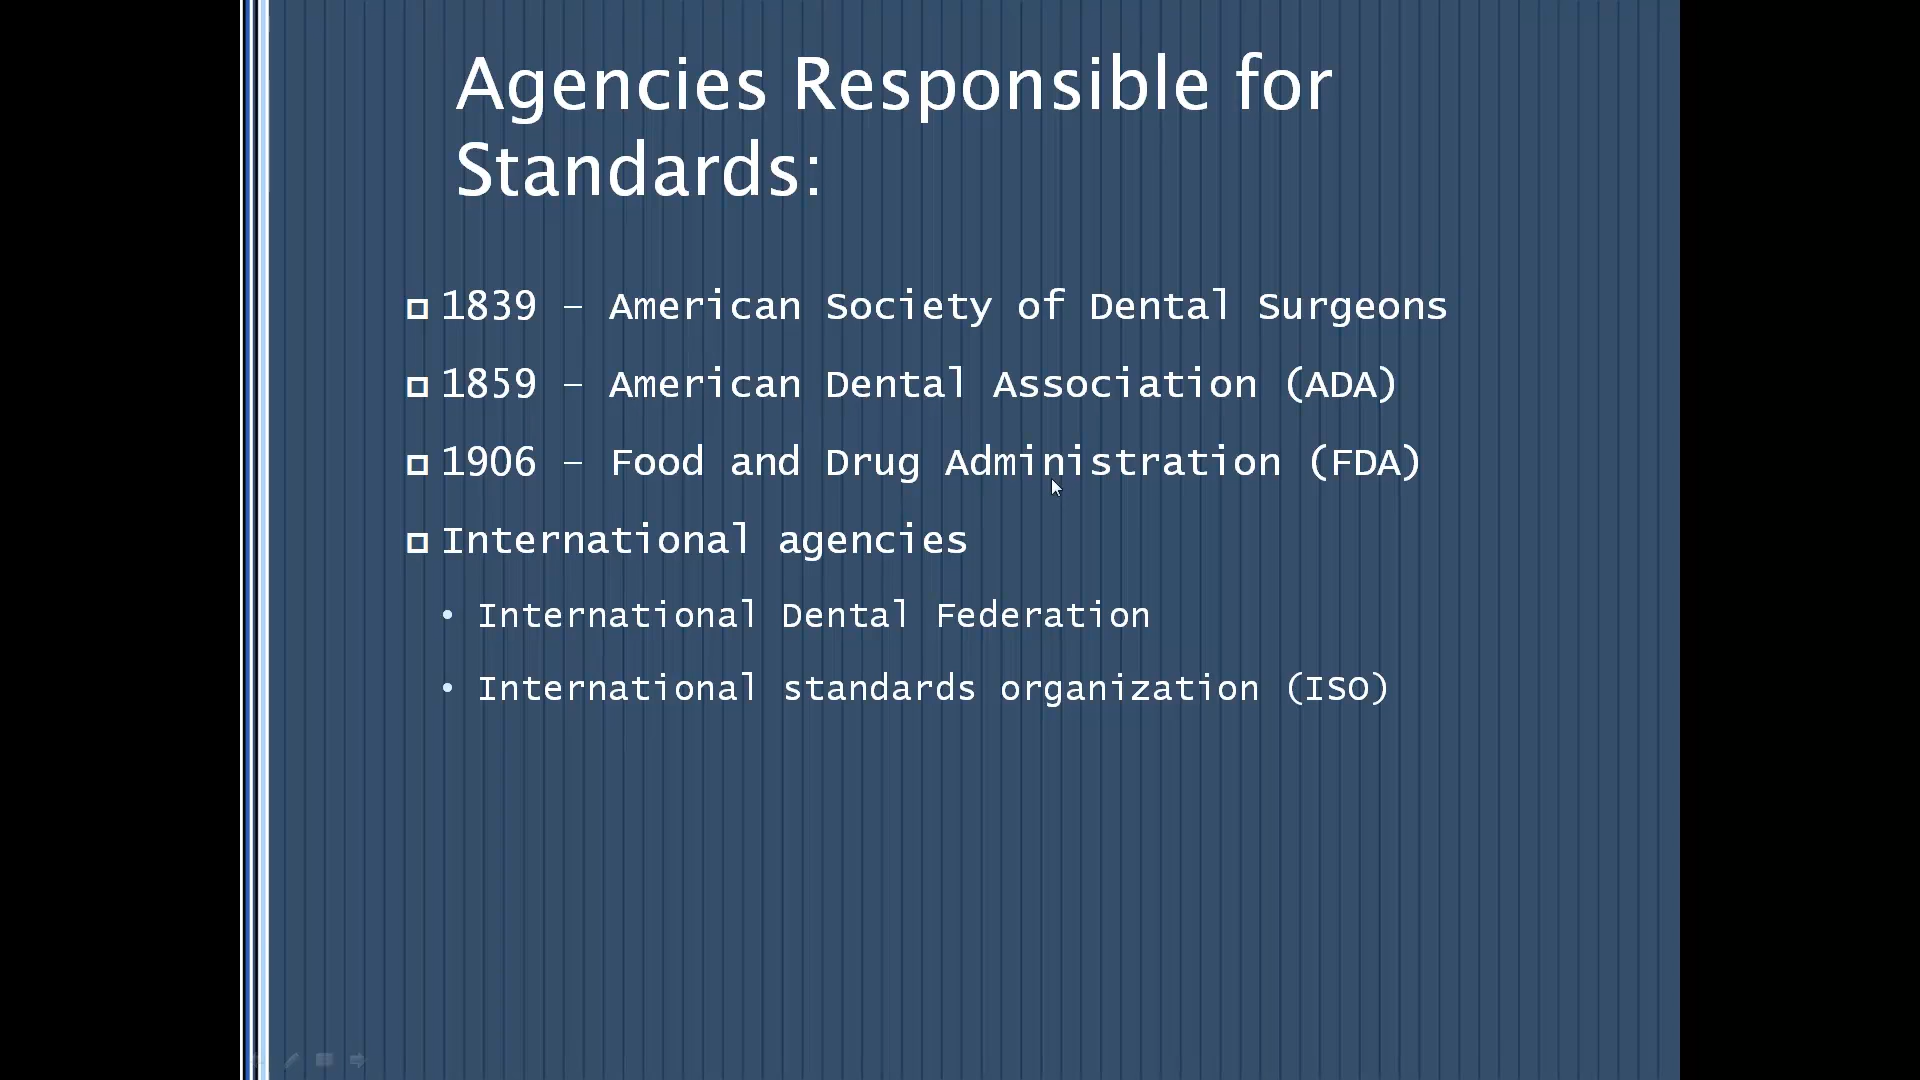 Agencies Responsible for
Standards:
1839 – American Society of Dental Surgeons
1859 – American Dental Association (ADA)
1906 – Food and Drug Administration (FDA)
International agencies
• International Dental Federation
• International standards organization (ISO)